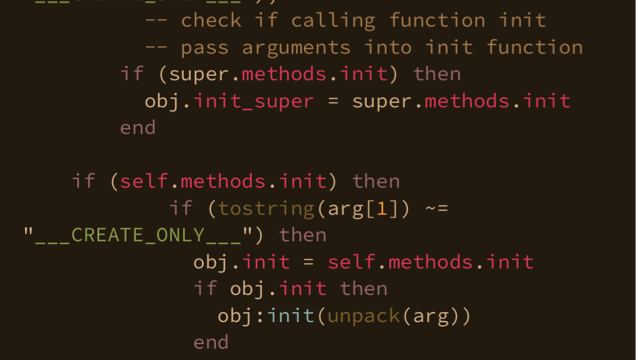 ___CREATE_ONLY___"),
-- check if calling function init
-- pass arguments into init function
if (super.methods.init) then
obj.init_super = super.methods.init
end
if (self.methods.init) then
if (tostring(arg[1]) ~=
"___CREATE_ONLY___") then
obj.init = self.methods.init
if obj.init then
obj:init(unpack(arg))
end